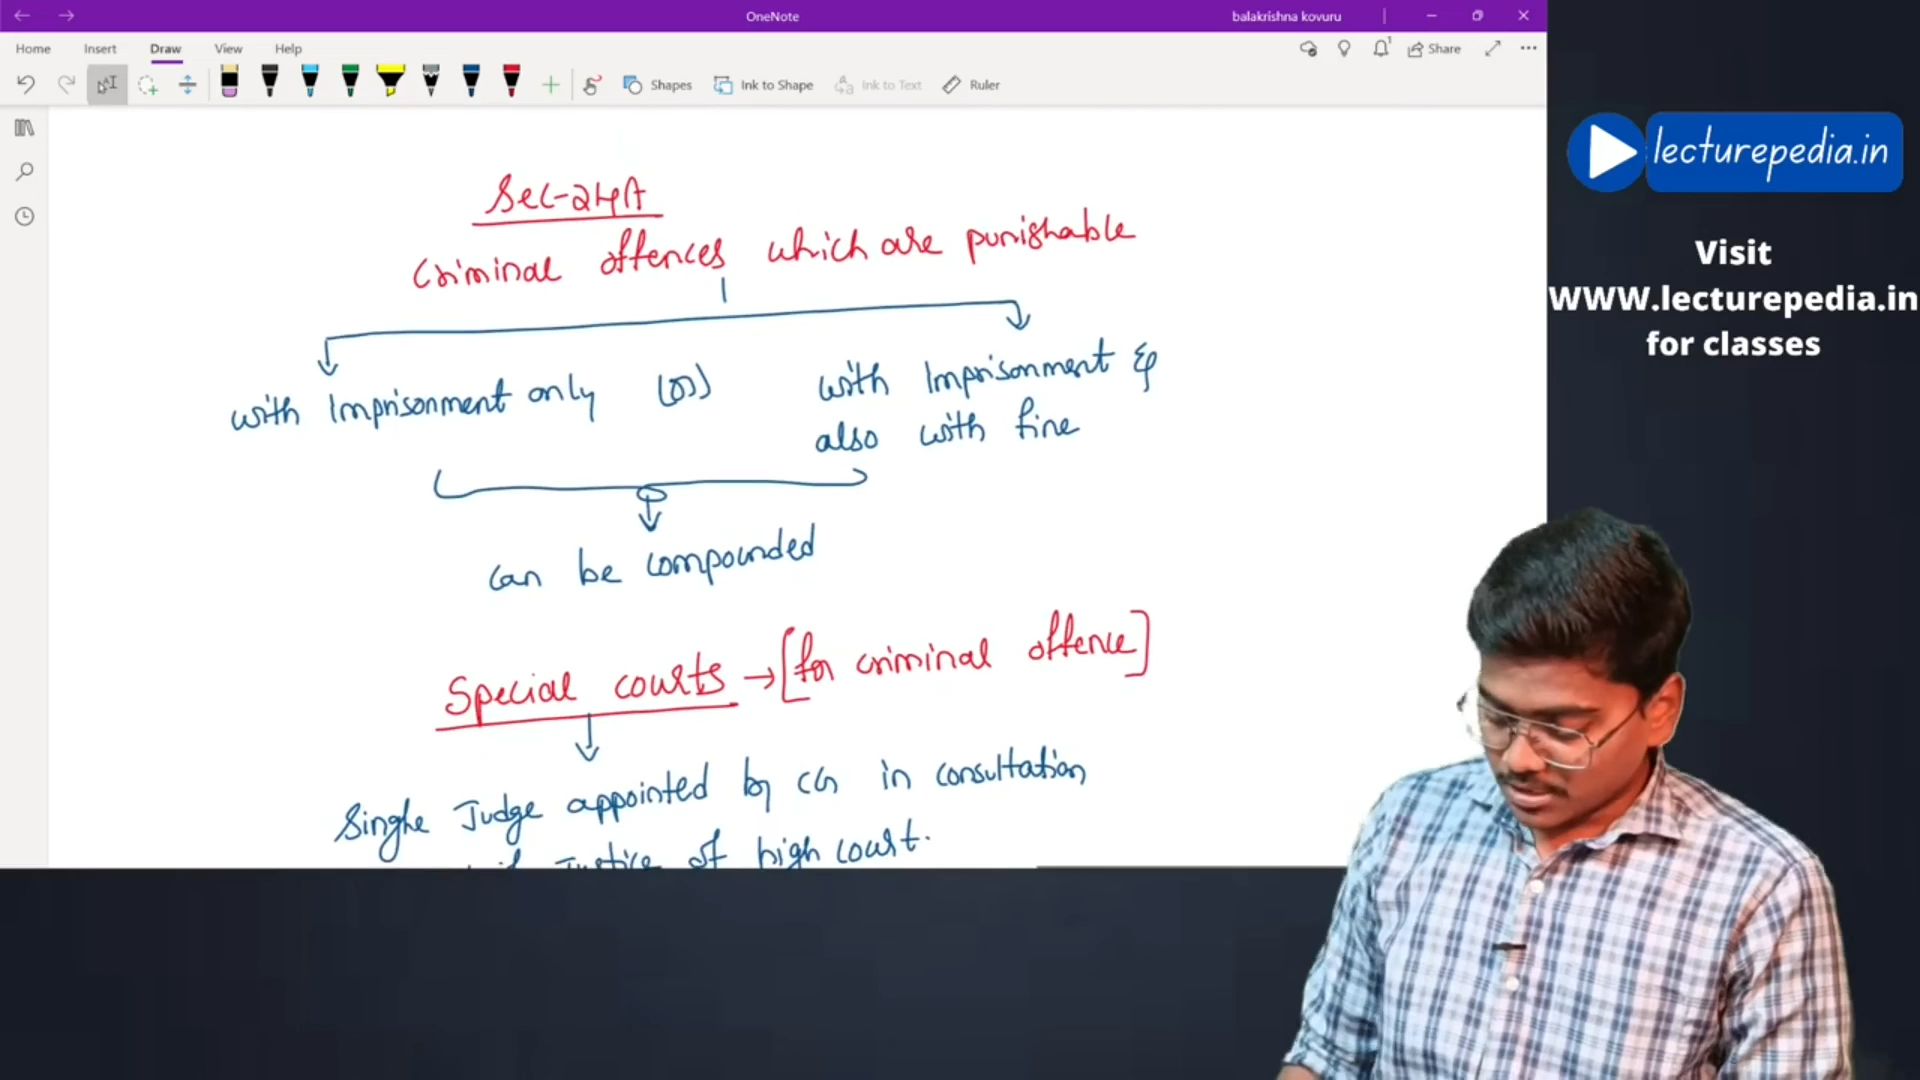 OneNote
balakrishna kovuru
Home Insert Draw View Help
1
Share
Shapes
Ink to Shape
Ink to Text
Ruler
lecturepedia.in
Visit
WWW.lecturepedia.in
for classes
Sec-24A
Criminal offences which are punishable
with Imprisonment only (or) with Imprisonment &
also with fine
can be compounded
Special courts → [for criminal offence]
Single Judge appointed by CG in consultation
Justice of high court.